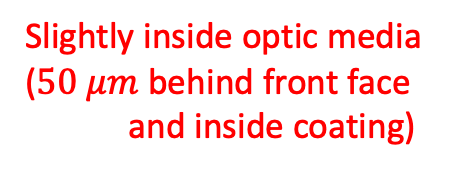 Slightly inside optic media
(50 𝜇𝑚 behind front face
and inside coating)